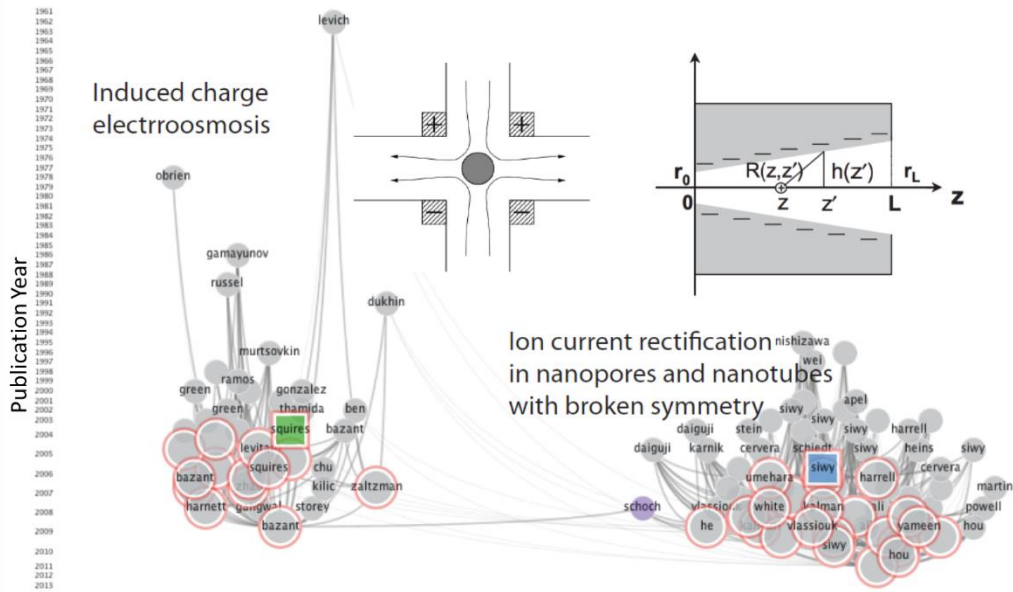 Publication Year
1961
1962
1963
1964
1965
1966
1967
1968
1969
1970
1971
1972
1973
1974
1975
1976
1977
1978
1979
1980
1981
1982
1983
1984
1985
1986
1987
1988
1989
1990
1991
1992
1993
1994
1995
1996
1997
1998
1999
2000
2001
2002
2003
2004
2005
2006
2007
2008
2009
2010
2011
2012
2013
Induced charge
electrroosmosis
levich
obrien
gamayunov
russel
dukhin
murtsovkin
ramos
green
gonzalez
green
thamida
ben
squires
bazant
levita
squires
chu
bazant
kilic
zaltzman
harnett
gangwal
storey
bazant
+
+
−
−
r0
R(z,z′)
h(z′)
rL
0
z
z′
L
z
Ion current rectification
in nanopores and nanotubes
with broken symmetry
nishizawa
wei
apel
siwy
siwy
daiguji
stein
siwy
harrell
daiguji
karnik
cervera
schiedt
siwy
heins
siwy
umehara
siwy
harrell
cervera
martin
schoch
vlassiouk
white
kalman
ali
powell
he
vlassiouk
yameen
hou
siwy
hou